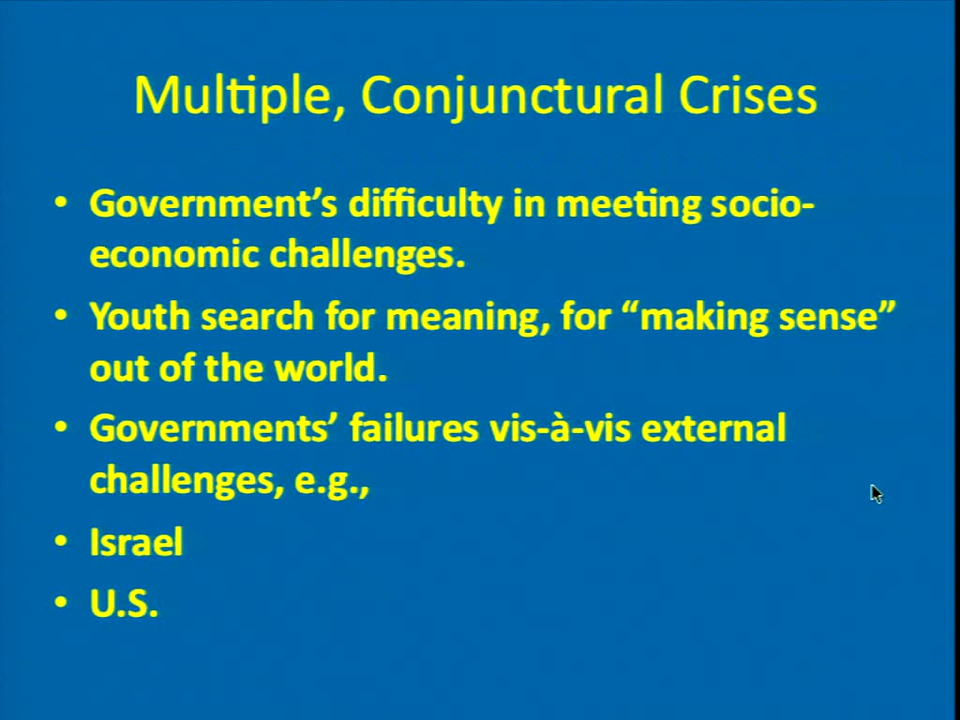 Multiple, Conjunctural Crises
• Government’s difficulty in meeting socio-
economic challenges.
• Youth search for meaning, for “making sense”
out of the world.
• Governments’ failures vis-à-vis external
challenges, e.g.,
• Israel
• U.S.